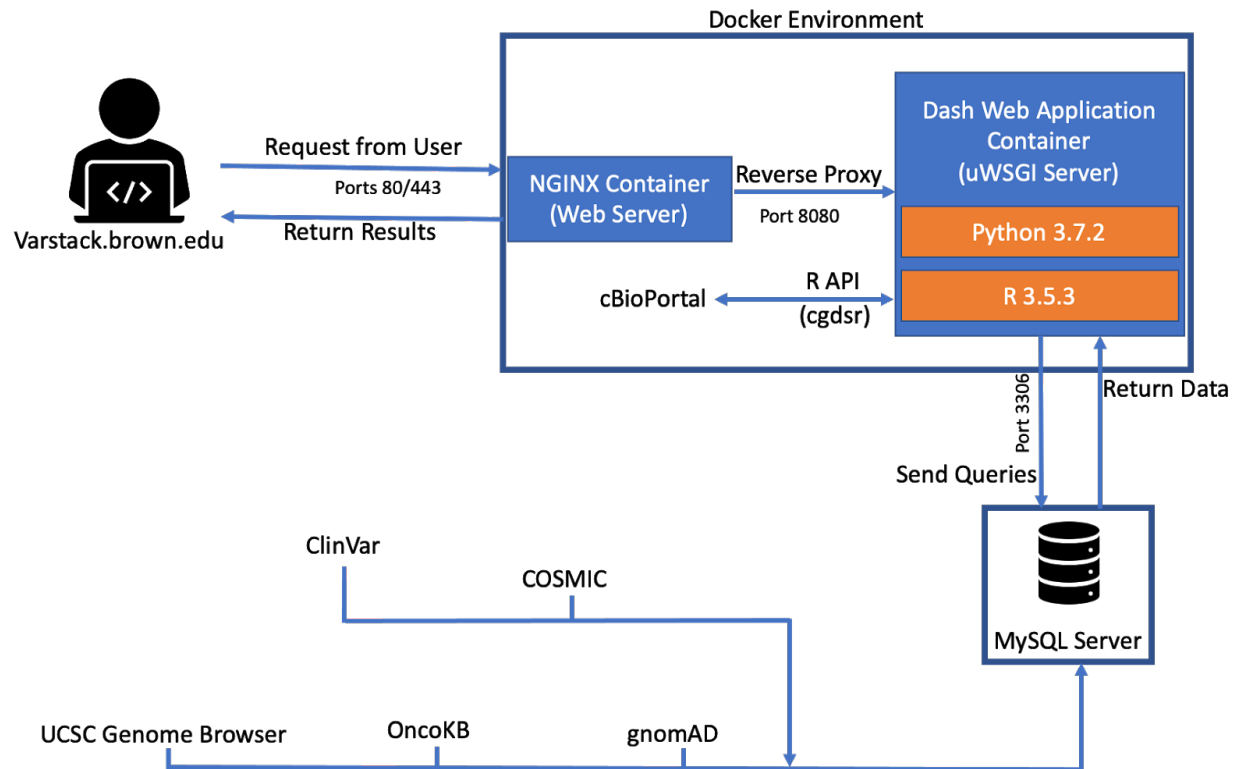 Docker Environment
Dash Web Application
Container
(uWSGI Server)
Request from User
Ports 80/443
Return Results
Varstack.brown.edu
</>
NGINX Container
(Web Server)
Reverse Proxy
Port 8080
Python 3.7.2
R 3.5.3
cBioPortal
R API
(cgdsr)
Port 3306
Return Data
Send Queries
MySQL Server
ClinVar
COSMIC
UCSC Genome Browser
OncoKB
gnomAD